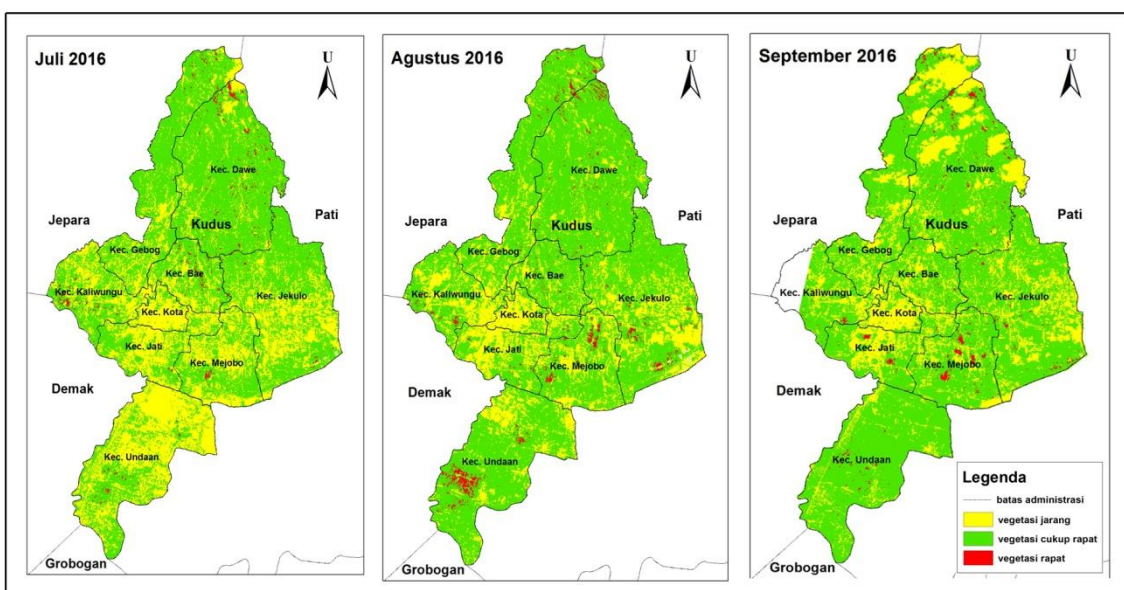 Juli 2016
U
Kec. Dawe
Jepara
Pati
Kudus
Kec. Gebog
Kec. Bae
Kec. Kaliwungu
Kec. Jekulo
Kec. Kota
Kec. Jati
Kec. Mejobo
Demak
Kec. Undaan
Grobogan
Agustus 2016
U
Kec. Dawe
Jepara
Pati
Kudus
Kec. Gebog
Kec. Bae
Kec. Kaliwungu
Kec. Jekulo
Kec. Kota
Kec. Jati
Kec. Mejobo
Demak
Kec. Undaan
Grobogan
September 2016
U
Kec. Dawe
Jepara
Pati
Kudus
Kec. Gebog
Kec. Bae
Kec. Kaliwungu
Kec. Jekulo
Kec. Kota
Kec. Jati
Kec. Mejobo
Demak
Kec. Undaan
Grobogan
Legenda
batas administrasi
vegetasi jarang
vegetasi cukup rapat
vegetasi rapat